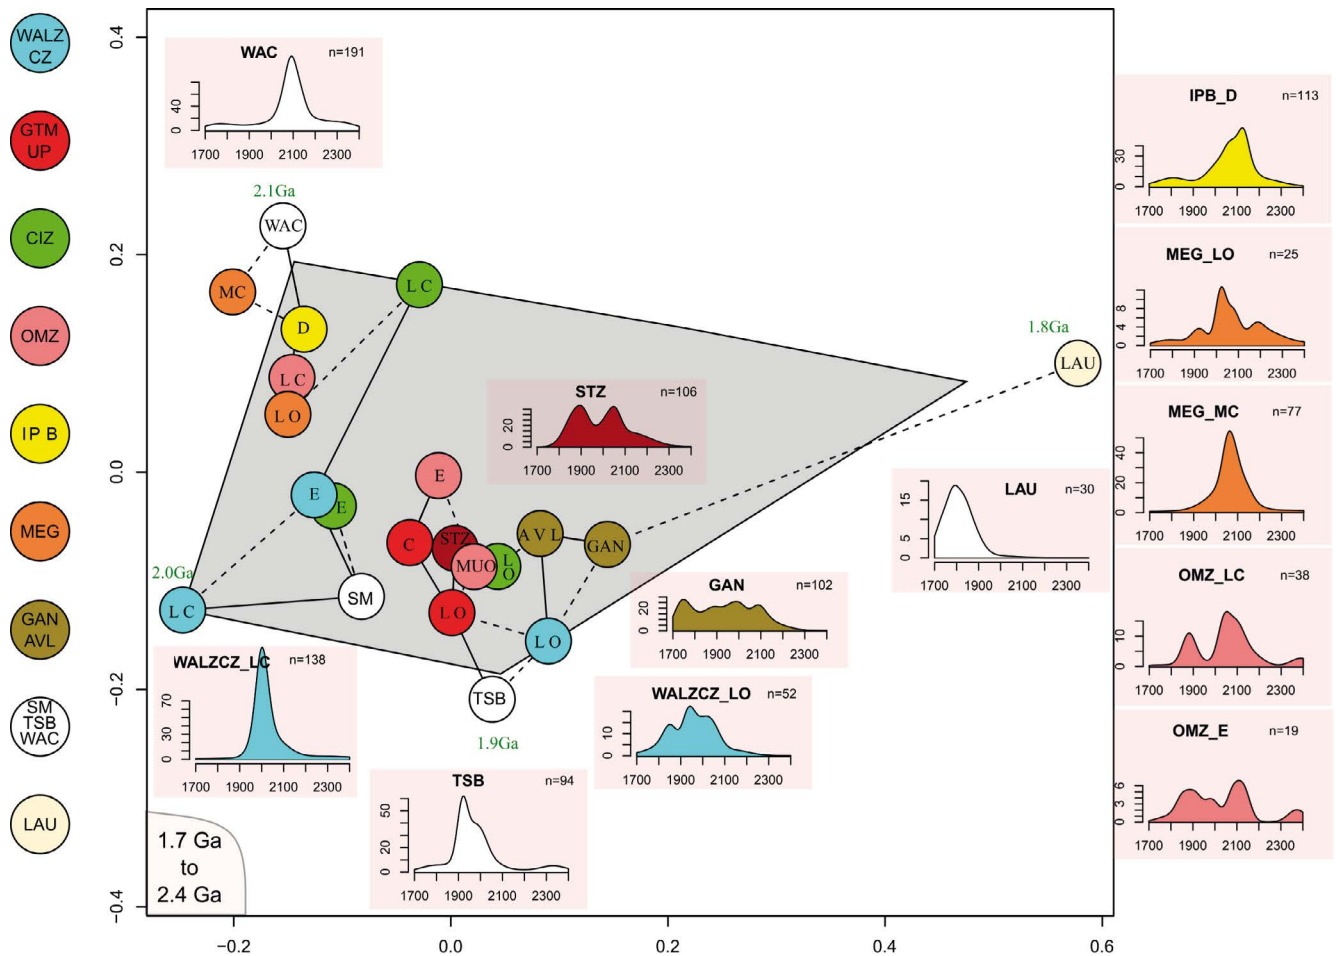 WALZ
CZ
GTM
UP
CIZ
OMZ
IP B
MEG
GAN
AVL
SM
TSB
WAC
LAU
0.4
0.2
0.0
−0.2
−0.4
−0.2 0.0 0.2 0.4 0.6
WAC n=191
40
0
1700 1900 2100 2300
2.1Ga
WAC
MC
D
L C
L O
L C
E
E
2.0Ga
L C
SM
E
C
STZ
MUO
L
O
L O
A V L
GAN
L O
TSB
1.9Ga
1.8Ga
LAU
STZ n=106
20
0
1700 1900 2100 2300
LAU n=30
15
5
0
1700 1900 2100 2300
GAN n=102
20
0
1700 1900 2100 2300
WALZCZ_LO n=52
10
0
1700 1900 2100 2300
WALZCZ_LC n=138
70
30
0
1700 1900 2100 2300
TSB n=94
50
20
0
1700 1900 2100 2300
1.7 Ga
to
2.4 Ga
IPB_D n=113
30
0
1700 1900 2100 2300
MEG_LO n=25
8
4
0
1700 1900 2100 2300
MEG_MC n=77
40
20
0
1700 1900 2100 2300
OMZ_LC n=38
10
0
1700 1900 2100 2300
OMZ_E n=19
6
3
0
1700 1900 2100 2300